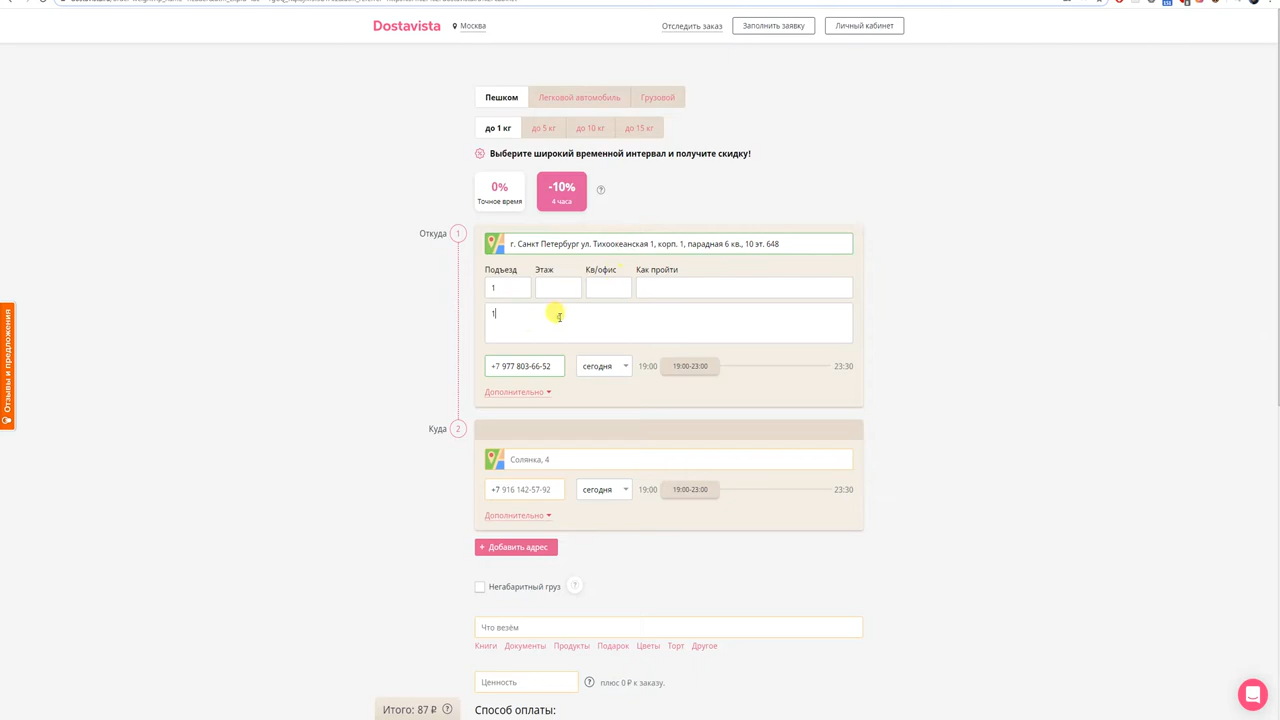 Dostavista
Москва
Отследить заказ
Заполнить заявку
Личный кабинет
Пешком
Легковой автомобиль
Грузовой
до 1 кг
до 5 кг
до 10 кг
до 15 кг
Выберите широкий временной интервал и получите скидку!
0%
Точное время
-10%
4 часа
?
Откуда
1
г. Санкт Петербург ул. Тихоокеанская 1, корп. 1, парадная 6 кв., 10 эт. 648
Подъезд
Этаж
Кв/офис
Как пройти
1
1
+7 977 803-66-52
сегодня
19:00
19:00-23:00
23:30
Дополнительно
Куда
2
Солянка, 4
+7 916 142-57-92
сегодня
19:00
19:00-23:00
23:30
Дополнительно
+ Добавить адрес
Негабаритный груз
?
Что везём
Книги
Документы
Продукты
Подарок
Цветы
Торт
Другое
Ценность
?
плюс 0 ₽ к заказу.
Итого: 87 ₽
?
Способ оплаты:
Отзывы и предложения